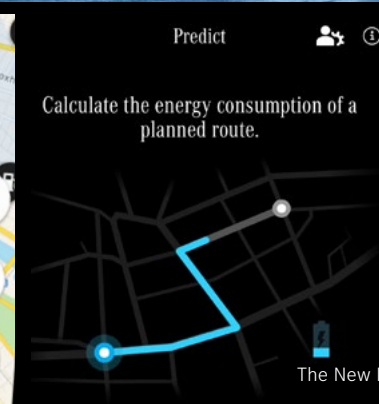 Predict
Calculate the energy consumption of a
planned route.
The New